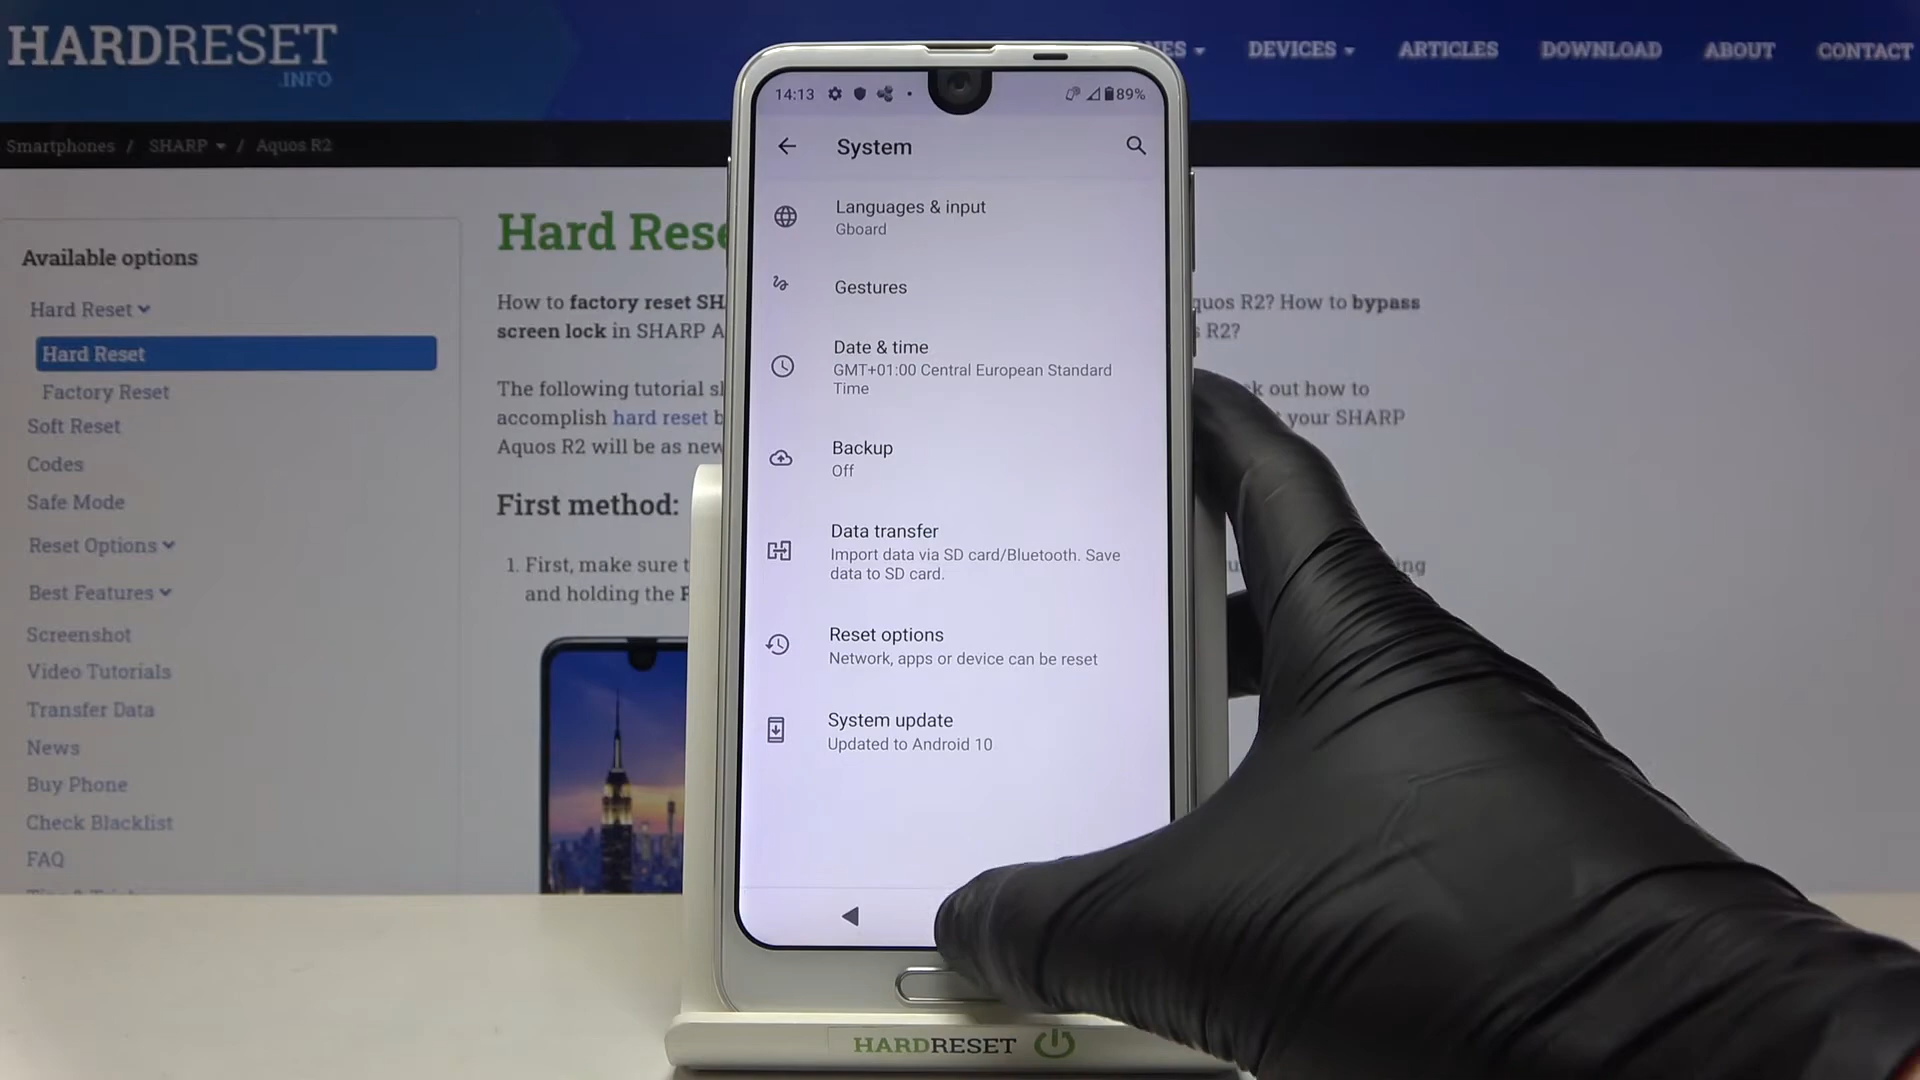 HARDRESET
.INFO
DEVICES
ARTICLES
DOWNLOAD
ABOUT
CONTACT
Smartphones / SHARP / Aquos R2
Available options
Hard Reset
Hard Reset
Factory Reset
Soft Reset
Codes
Safe Mode
Reset Options
Best Features
Screenshot
Video Tutorials
Transfer Data
News
Buy Phone
Check Blacklist
FAQ
Hard
How to factory reset
quos R2? How to bypass
screen lock in SHARP
R2?
The following tutorial
out how to
accomplish hard reset
your SHARP
Aquos R2 will be as new
First method:
1. First, make sure
and holding the
14:13
89%
System
Languages & input
Gboard
Gestures
Date & time
GMT+01:00 Central European Standard
Time
Backup
Off
Data transfer
Import data via SD card/Bluetooth. Save
data to SD card.
Reset options
Network, apps or device can be reset
System update
Updated to Android 10
HARDRESET